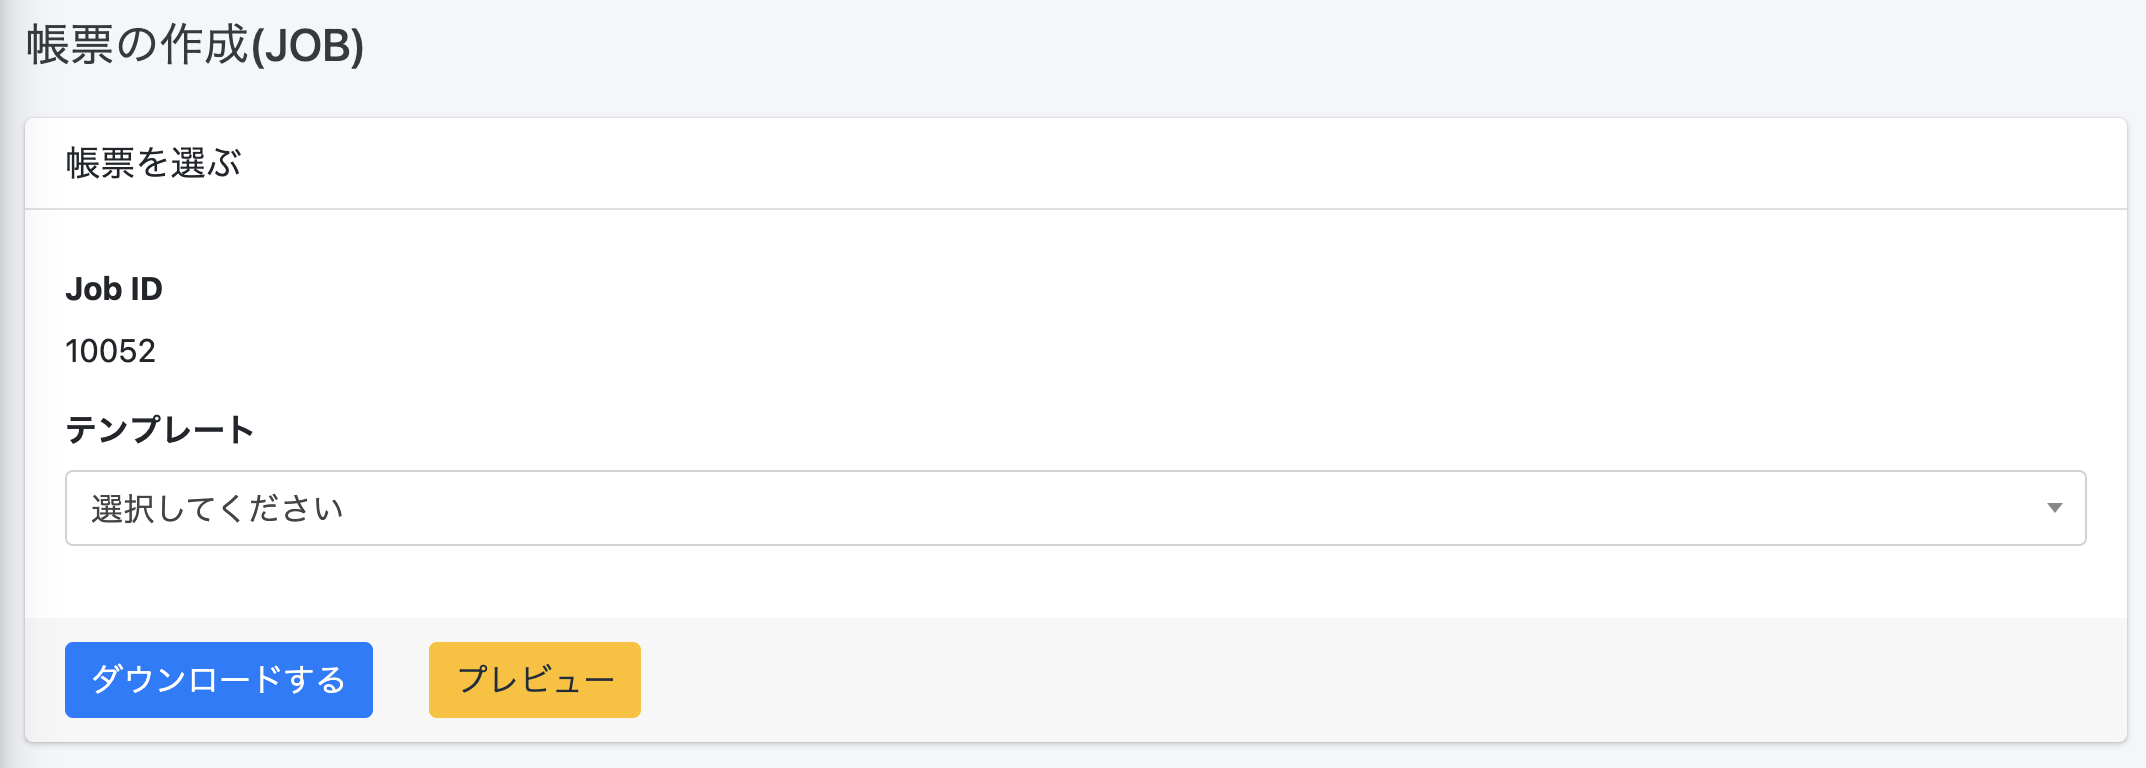 帳票の作成(JOB)
帳票を選ぶ
Job ID
10052
テンプレート
選択してください
ダウンロードする
プレビュー